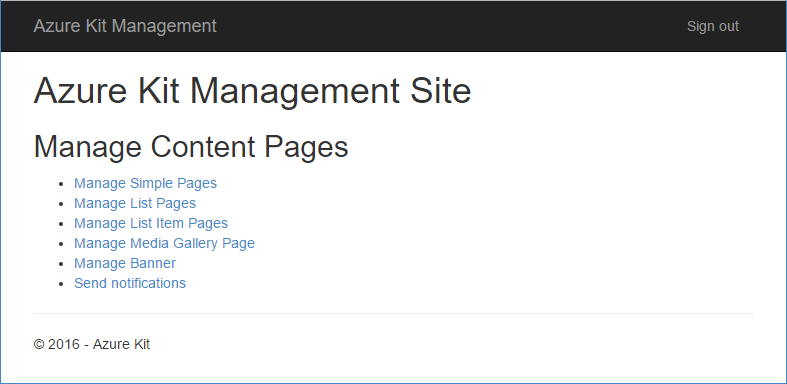 Azure Kit Management
Sign out
Azure Kit Management Site
Manage Content Pages
Manage Simple Pages
Manage List Pages
Manage List Item Pages
Manage Media Gallery Page
Manage Banner
Send notifications
© 2016 - Azure Kit